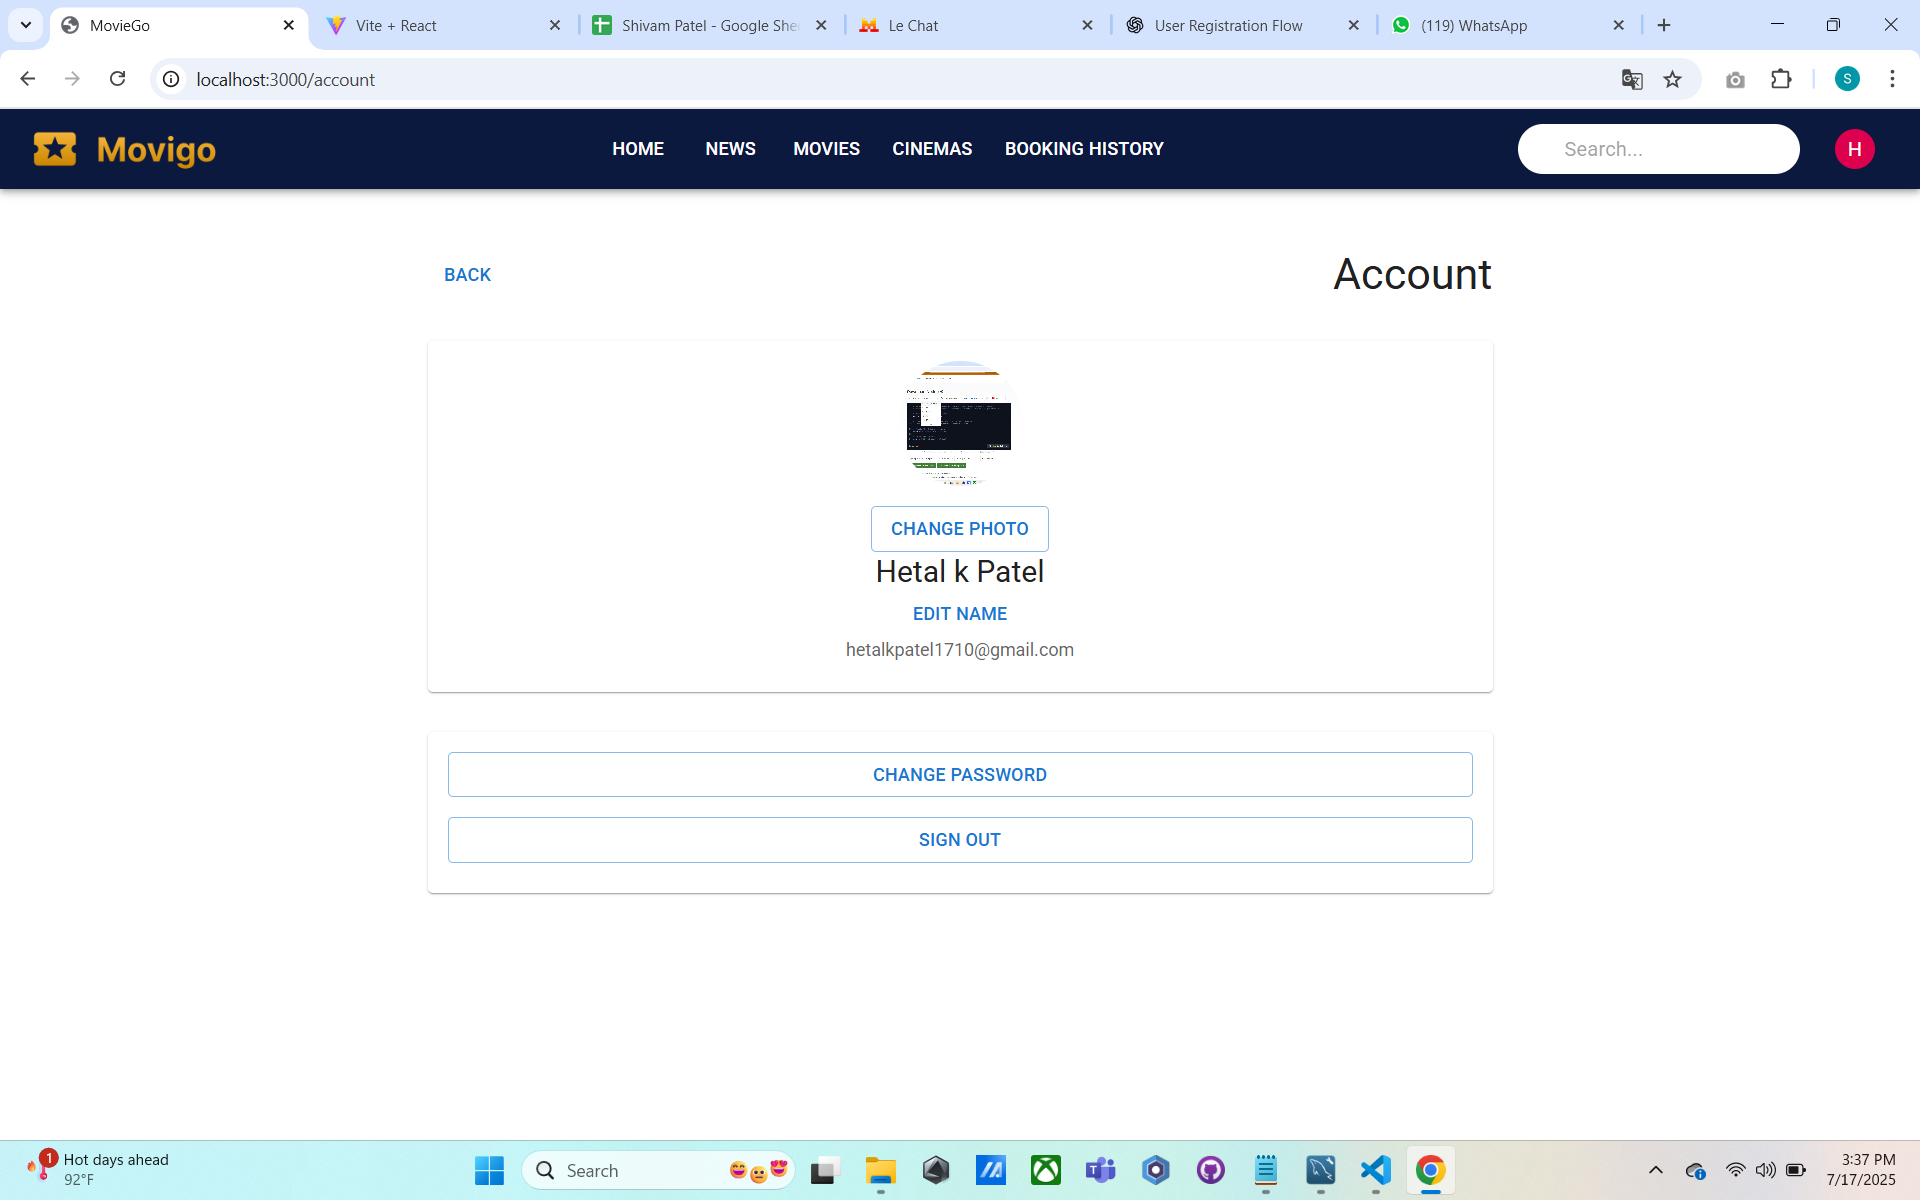 MovieGo
Vite + React
Shivam Patel - Google She
Le Chat
User Registration Flow
(119) WhatsApp
localhost:3000/account
S
Movigo
HOME
NEWS
MOVIES
CINEMAS
BOOKING HISTORY
Search...
H
BACK
Account
CHANGE PHOTO
Hetal k Patel
EDIT NAME
hetalkpatel1710@gmail.com
CHANGE PASSWORD
SIGN OUT
1
Hot days ahead
92°F
Search
3:37 PM
7/17/2025